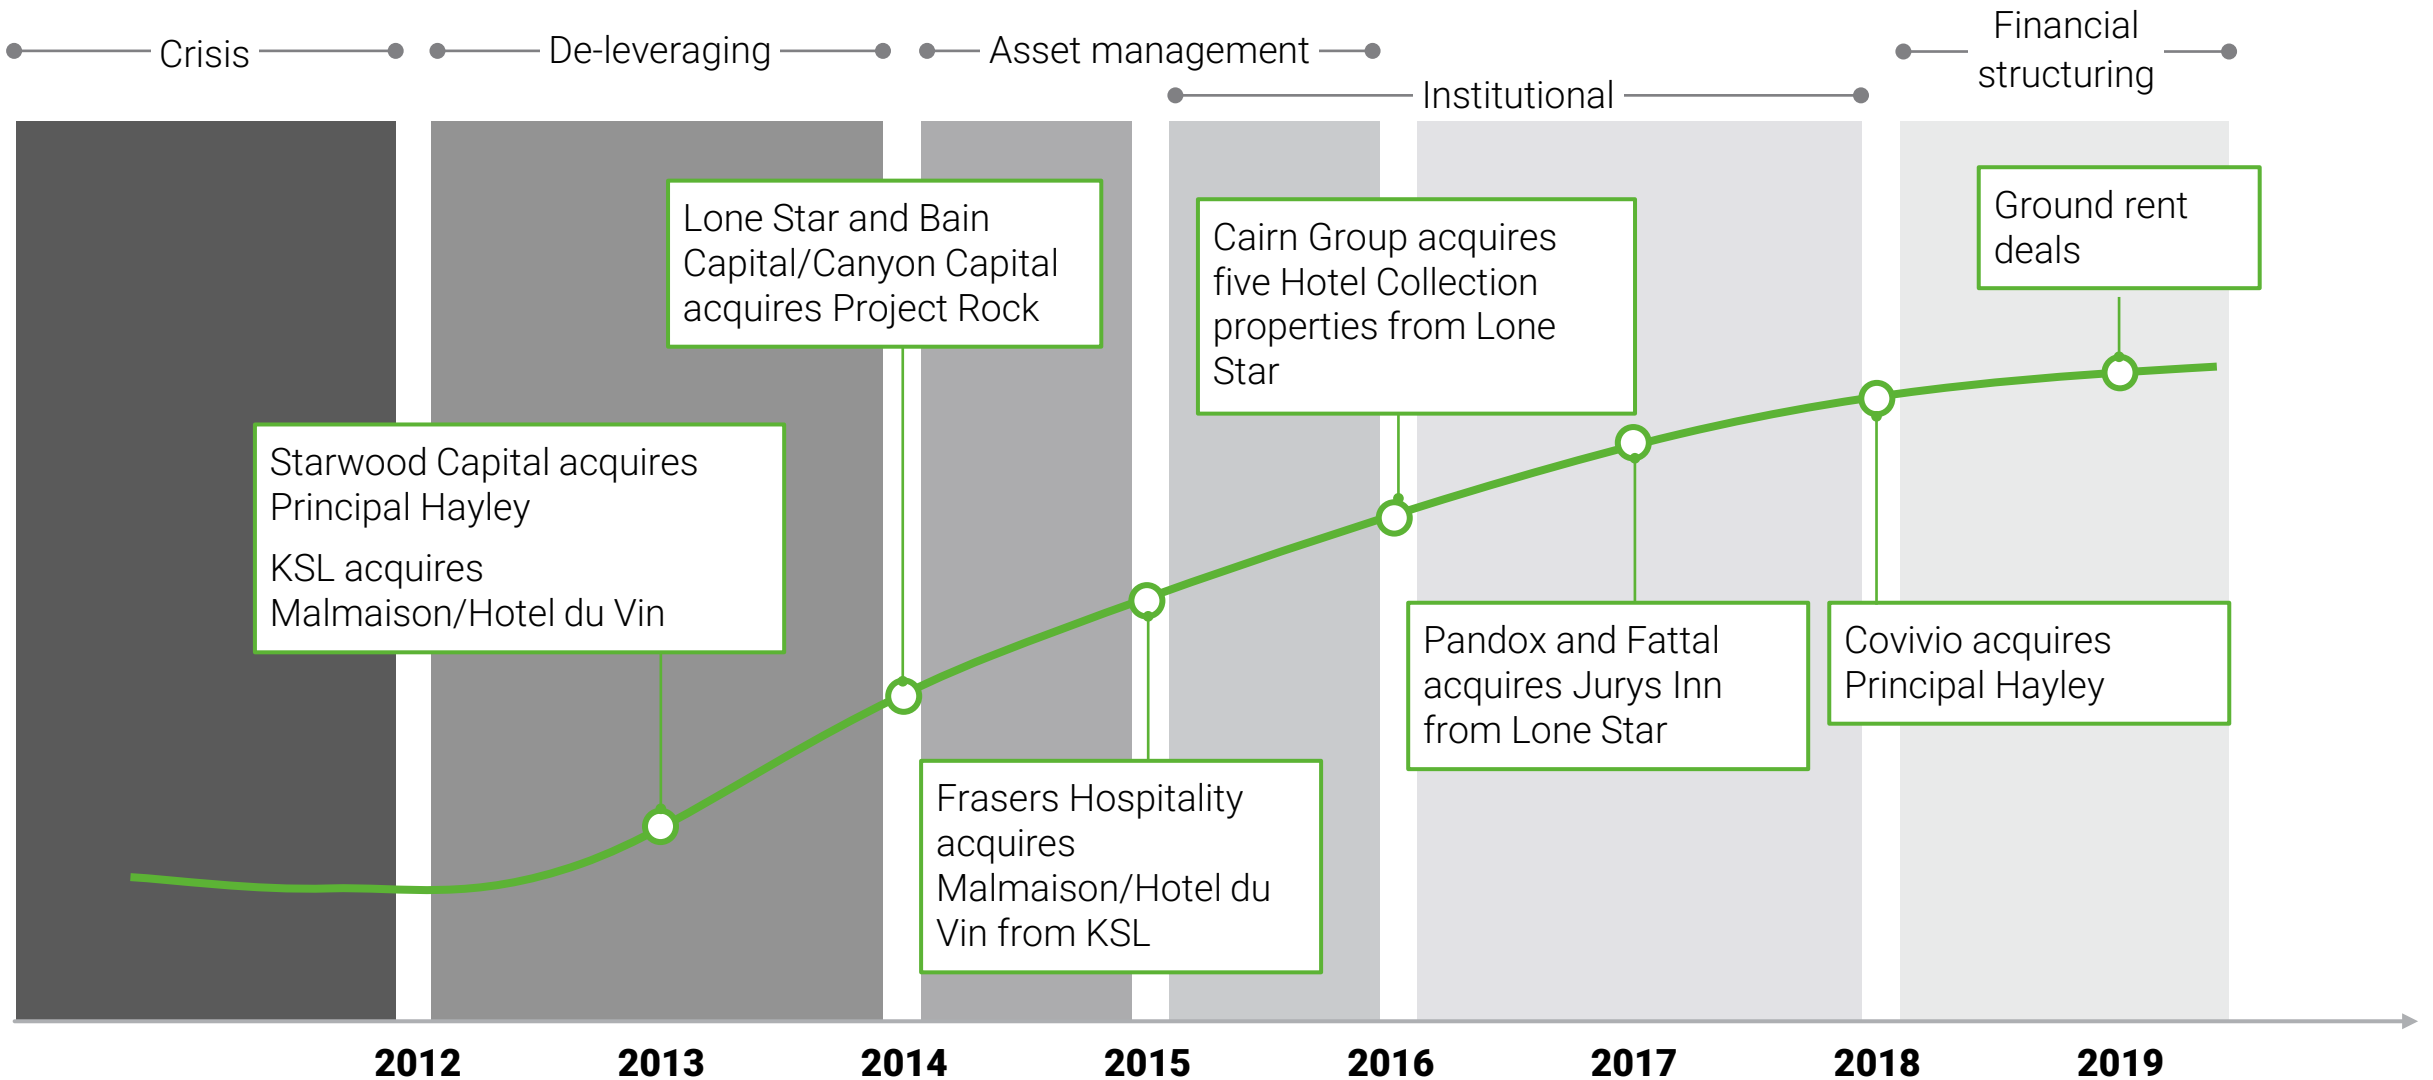 Crisis
De-leveraging
Asset management
Institutional
Financial
structuring
Starwood Capital acquires
Principal Hayley
KSL acquires
Malmaison/Hotel du Vin
Lone Star and Bain
Capital/Canyon Capital
acquires Project Rock
Frasers Hospitality
acquires
Malmaison/Hotel du
Vin from KSL
Cairn Group acquires
five Hotel Collection
properties from Lone
Star
Pandox and Fattal
acquires Jurys Inn
from Lone Star
Covivio acquires
Principal Hayley
Ground rent
deals
2012 2013 2014 2015 2016 2017 2018 2019